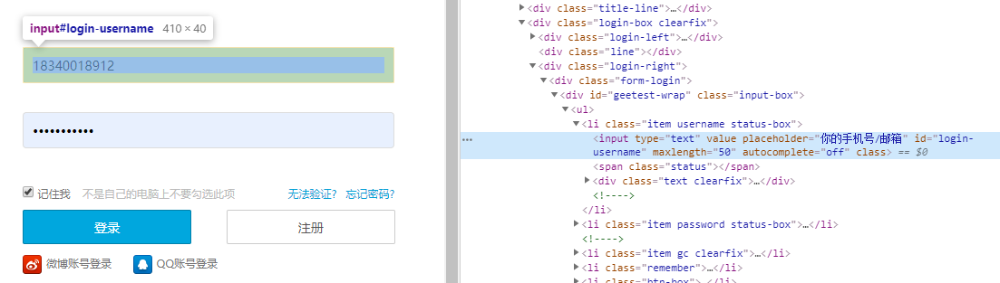 input#login-username 410 × 40
18340018912
•••••••••••
记住我 不是自己的电脑上不要勾选此项 无法验证? 忘记密码?
登录 注册
微博账号登录 QQ账号登录
▶<div class="title-line">…</div>
▼<div class="login-box clearfix">
▶<div class="login-left">…</div>
<div class="line"></div>
▼<div class="login-right">
▼<div class="form-login">
▼<div id="geetest-wrap" class="input-box">
▼<ul>
▼<li class="item username status-box">
… <input type="text" value placeholder="你的手机号/邮箱" id="login-
username" maxlength="50" autocomplete="off" class> == $0
<span class="status"></span>
▶<div class="text clearfix">…</div>
<!---->
</li>
▶<li class="item password status-box">…</li>
<!---->
▶<li class="item gc clearfix">…</li>
▶<li class="remember">…</li>
▶<li class="btn-box">…</li>